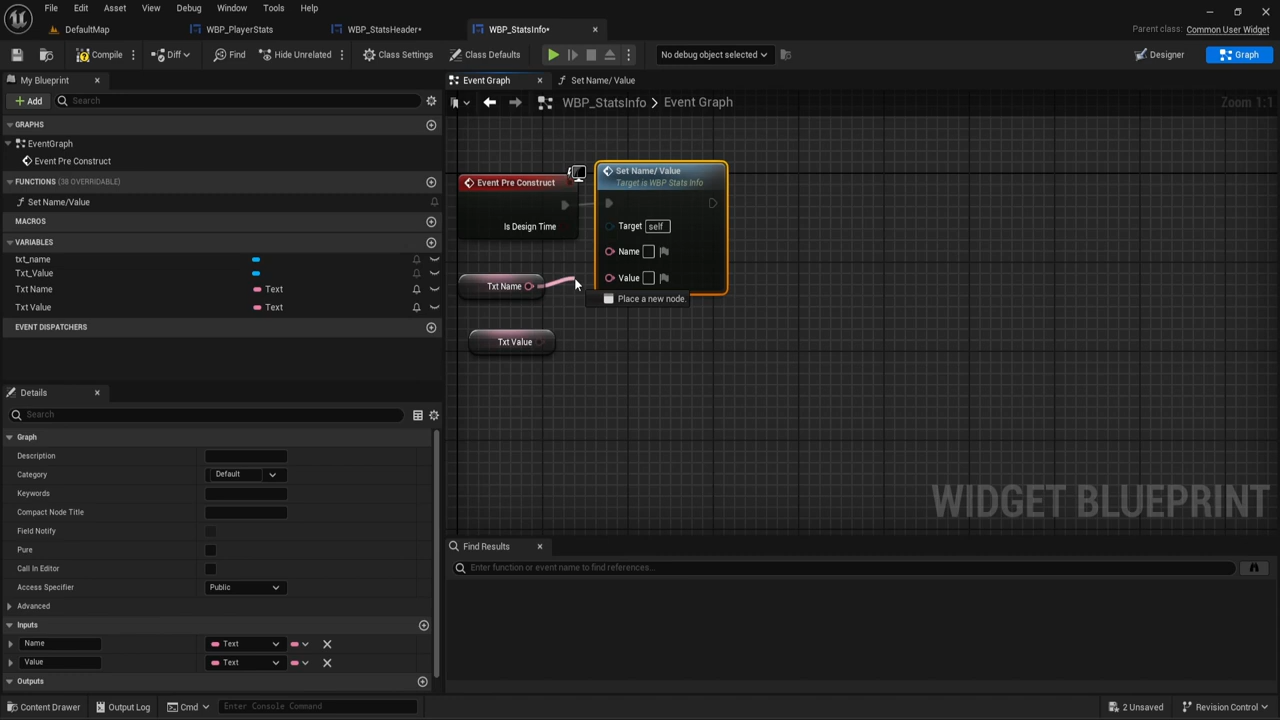 File Edit Asset View Debug Window Tools Help
DefaultMap WBP_PlayerStats WBP_StatsHeader* WBP_StatsInfo* Parent class: Common User Widget
Compile Diff Find Hide Unrelated Class Settings Class Defaults No debug object selected Designer Graph
My Blueprint Event Graph Set Name/ Value
Add Search WBP_StatsInfo > Event Graph Zoom 1:1
GRAPHS
EventGraph
Event Pre Construct
FUNCTIONS (38 OVERRIDABLE)
Set Name/Value
MACROS
VARIABLES
txt_name
Txt_Value
Txt Name Text
Txt Value Text
EVENT DISPATCHERS
Event Pre Construct
Is Design Time
Set Name/ Value
Target is WBP Stats Info
Target self
Name
Value
Txt Name
Place a new node.
Txt Value
WIDGET BLUEPRINT
Details
Search
Graph
Description
Category Default
Keywords
Compact Node Title
Field Notify
Pure
Call In Editor
Access Specifier Public
Advanced
Inputs
Name Text
Value Text
Outputs
Find Results
Enter function or event name to find references...
Content Drawer Output Log Cmd Enter Console Command 2 Unsaved Revision Control